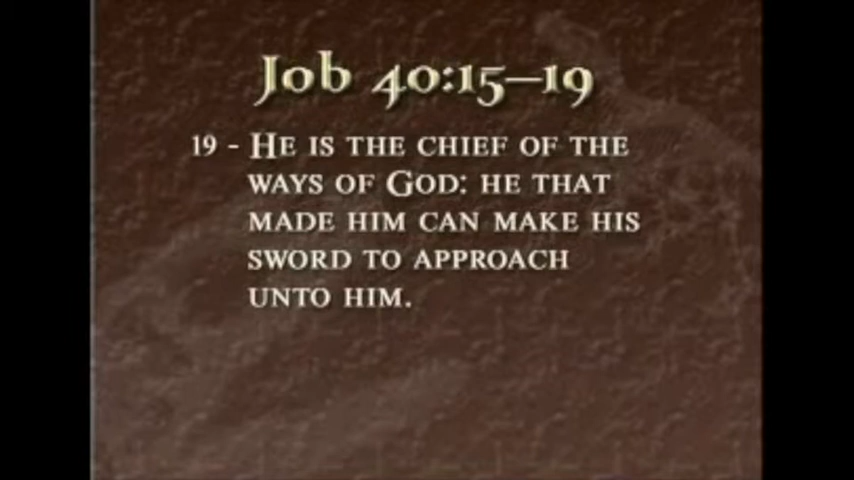 Job 40:15–19
19 - He is the chief of the
ways of God: he that
made him can make his
sword to approach
unto him.